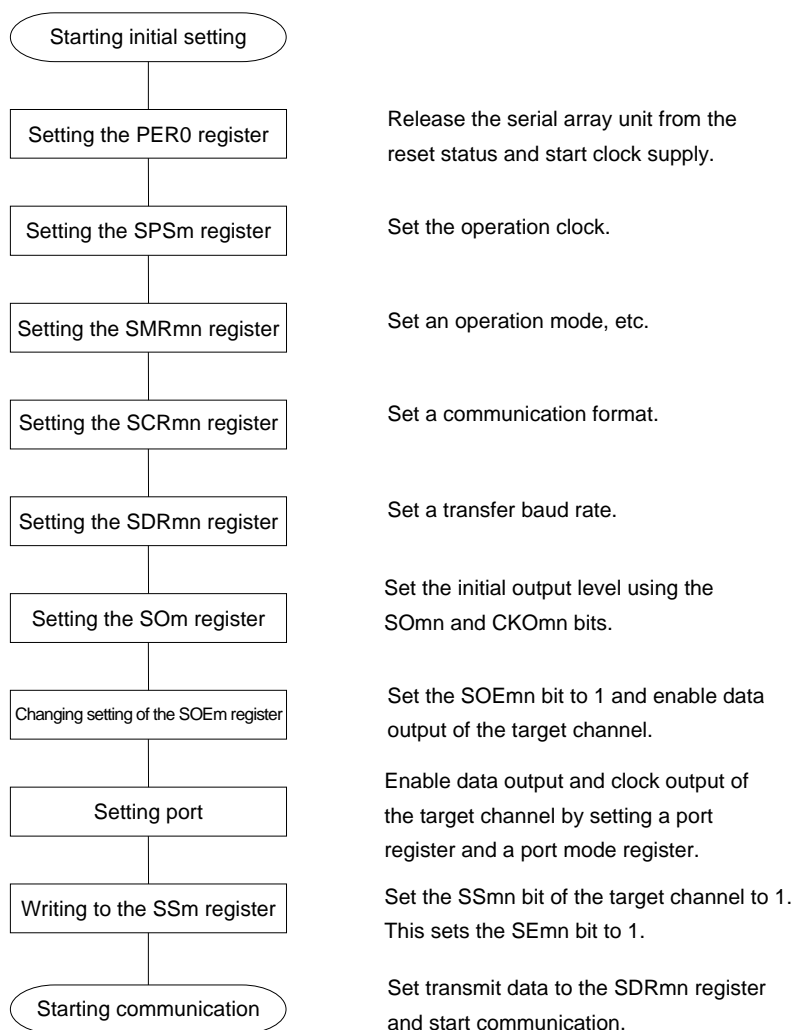 Starting initial setting
Setting the PER0 register
Release the serial array unit from the
reset status and start clock supply.
Setting the SPSm register
Set the operation clock.
Setting the SMRmn register
Set an operation mode, etc.
Setting the SCRmn register
Set a communication format.
Setting the SDRmn register
Set a transfer baud rate.
Setting the SOm register
Set the initial output level using the
SOmn and CKOmn bits.
Changing setting of the SOEm register
Set the SOEmn bit to 1 and enable data
output of the target channel.
Setting port
Enable data output and clock output of
the target channel by setting a port
register and a port mode register.
Writing to the SSm register
Set the SSmn bit of the target channel to 1.
This sets the SEmn bit to 1.
Starting communication
Set transmit data to the SDRmn register
and start communication.